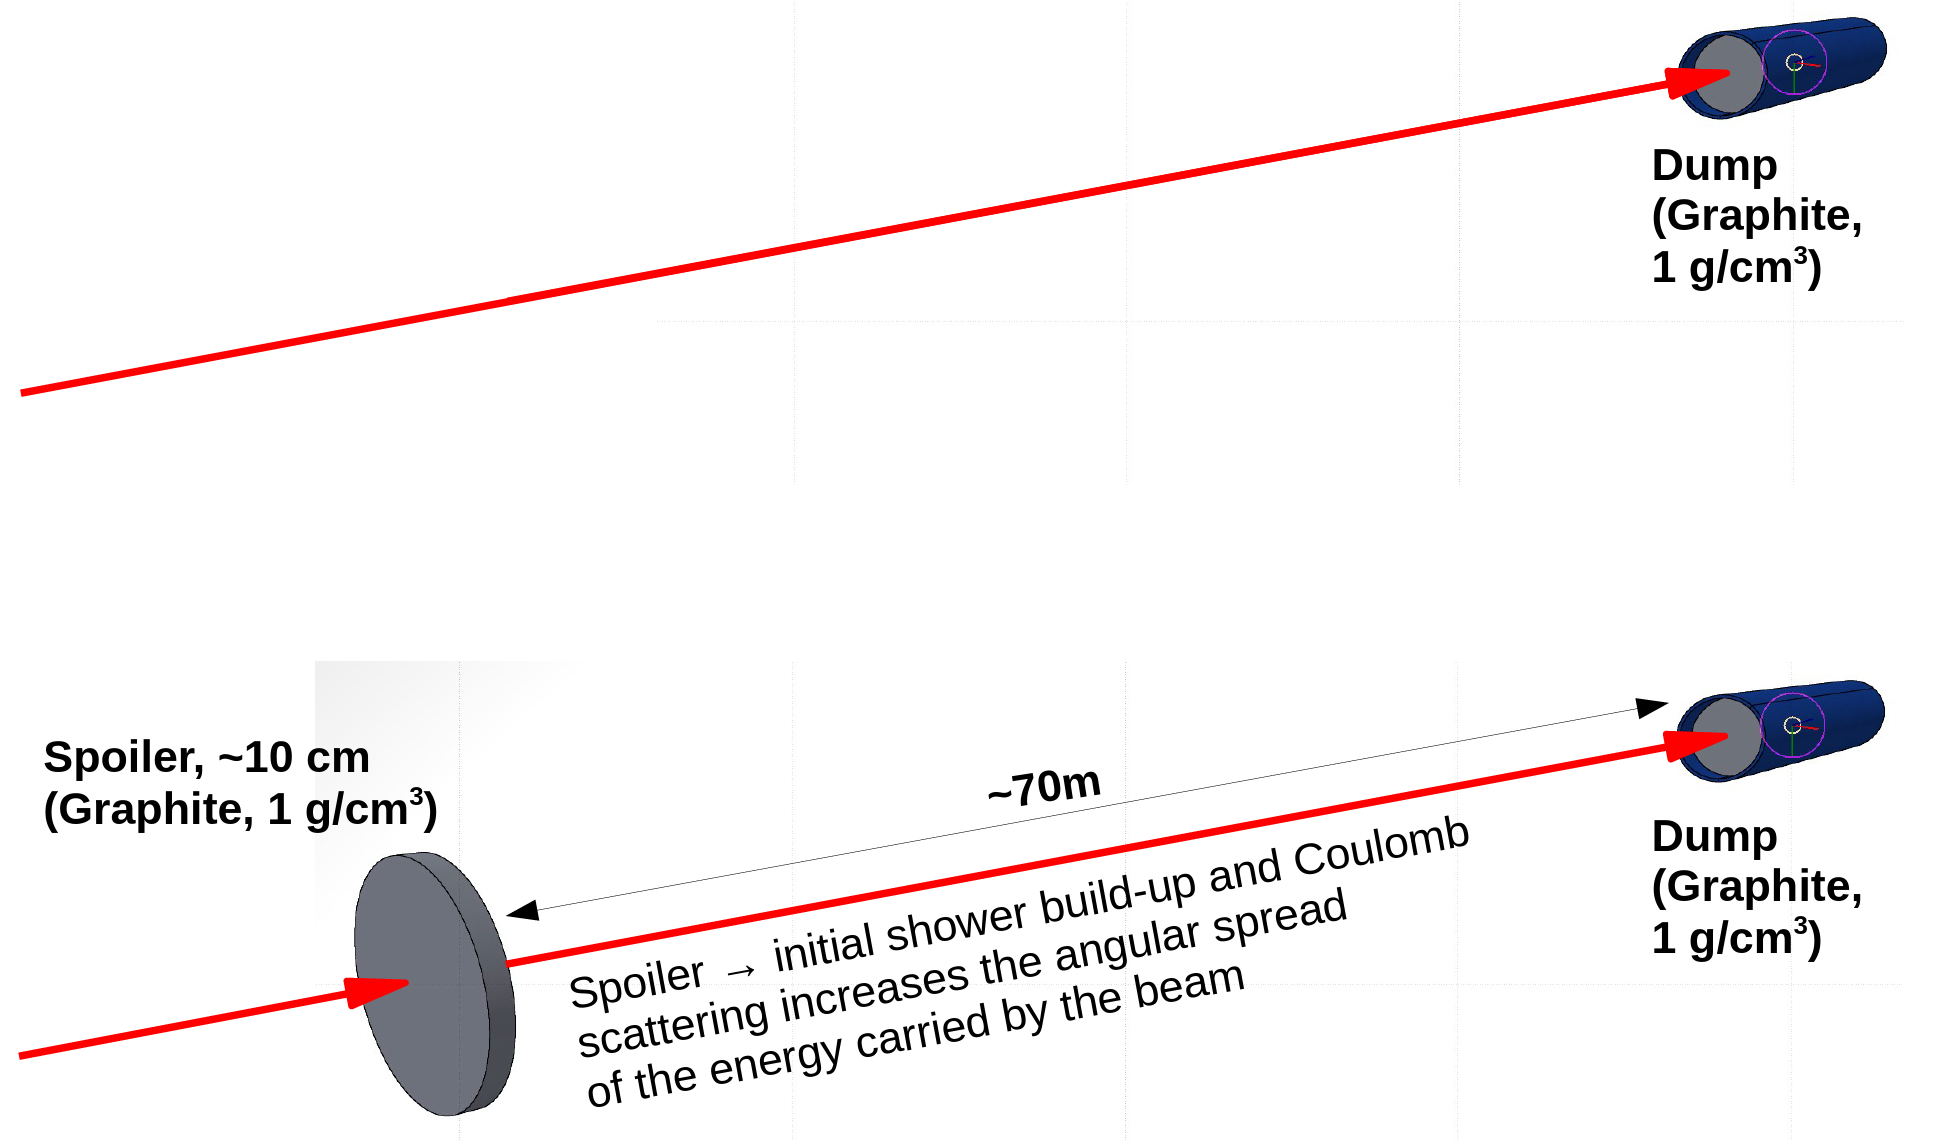 Dump
(Graphite,
1 g/cm³)
Spoiler, ~10 cm
(Graphite, 1 g/cm³)
~70m
Spoiler → initial shower build-up and Coulomb
scattering increases the angular spread
of the energy carried by the beam
Dump
(Graphite,
1 g/cm³)